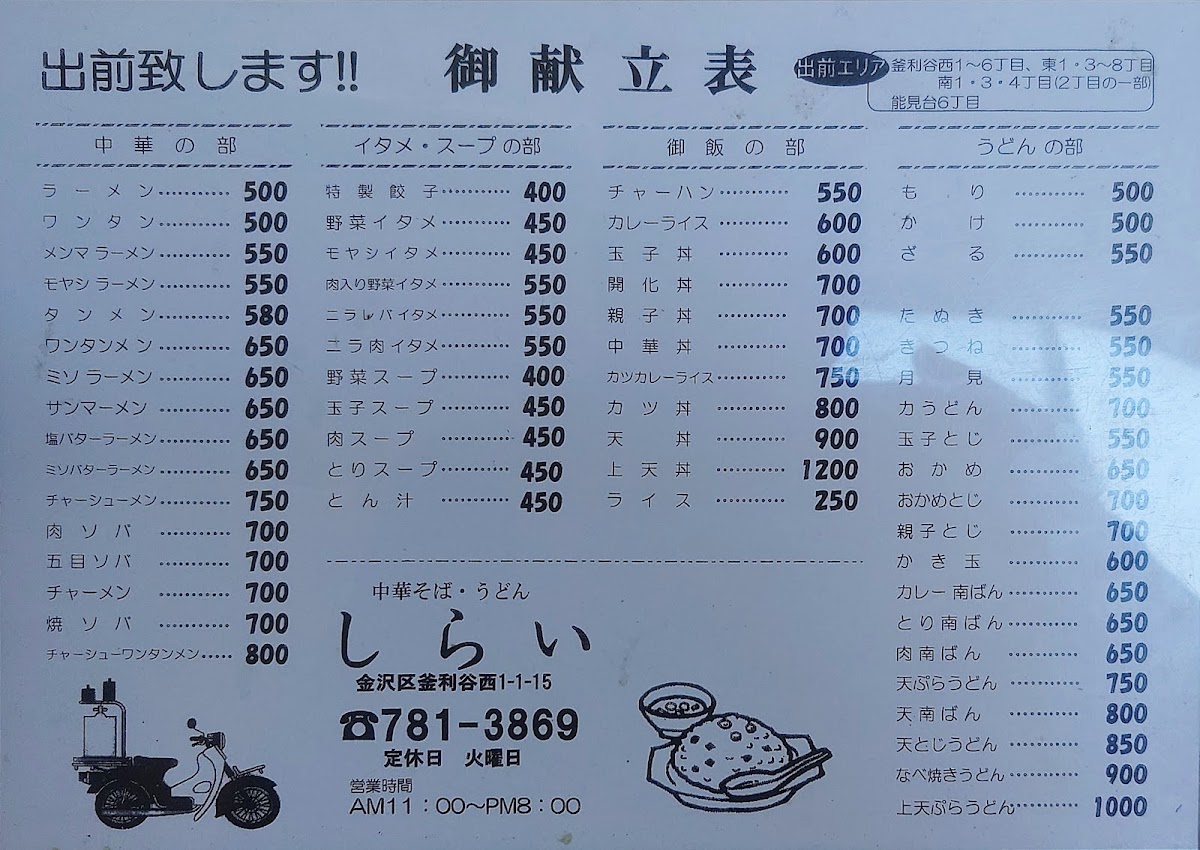 出前致します!!
御献立表
出前エリア
釜利谷西1～6丁目、東1・3～8丁目
南1・3・4丁目(2丁目の一部)
能見台6丁目
中華の部
ラーメン………… 500
ワンタン………… 500
メンマ ラーメン………… 550
モヤシ ラーメン………… 550
タンメン………… 580
ワンタンメン………… 650
ミソ ラーメン………… 650
サンマーメン………… 650
塩バターラーメン………… 650
ミソバターラーメン………… 650
チャーシューメン………… 750
肉ソバ………… 700
五目ソバ………… 700
チャーメン………… 700
焼ソバ………… 700
チャーシューワンタンメン…… 800
イタメ・スープの部
特製餃子………… 400
野菜イタメ………… 450
モヤシイタメ………… 450
肉入り野菜イタメ………… 550
ニラレバイタメ………… 550
ニラ肉イタメ………… 550
野菜スープ………… 400
玉子スープ………… 450
肉スープ………… 450
とりスープ………… 450
とん汁………… 450
御飯の部
チャーハン………… 550
カレーライス………… 600
玉子丼………… 600
開化丼………… 700
親子丼………… 700
中華丼………… 700
カツカレーライス………… 750
カツ丼………… 800
天丼………… 900
上天丼………… 1200
ライス………… 250
うどんの部
もり………… 500
かけ………… 500
ざる………… 550
たぬき………… 550
きつね………… 550
月見………… 550
力うどん………… 700
玉子とじ………… 550
おかめ………… 650
おかめとじ………… 700
親子とじ………… 700
かき玉………… 600
カレー南ばん………… 650
とり南ばん………… 650
肉南ばん………… 650
天ぷらうどん………… 750
天南ばん………… 800
天とじうどん………… 850
なべ焼きうどん………… 900
上天ぷらうどん………… 1000
中華そば・うどん
しらい
金沢区釜利谷西1-1-15
☎781-3869
定休日 火曜日
営業時間
AM11：00～PM8：00